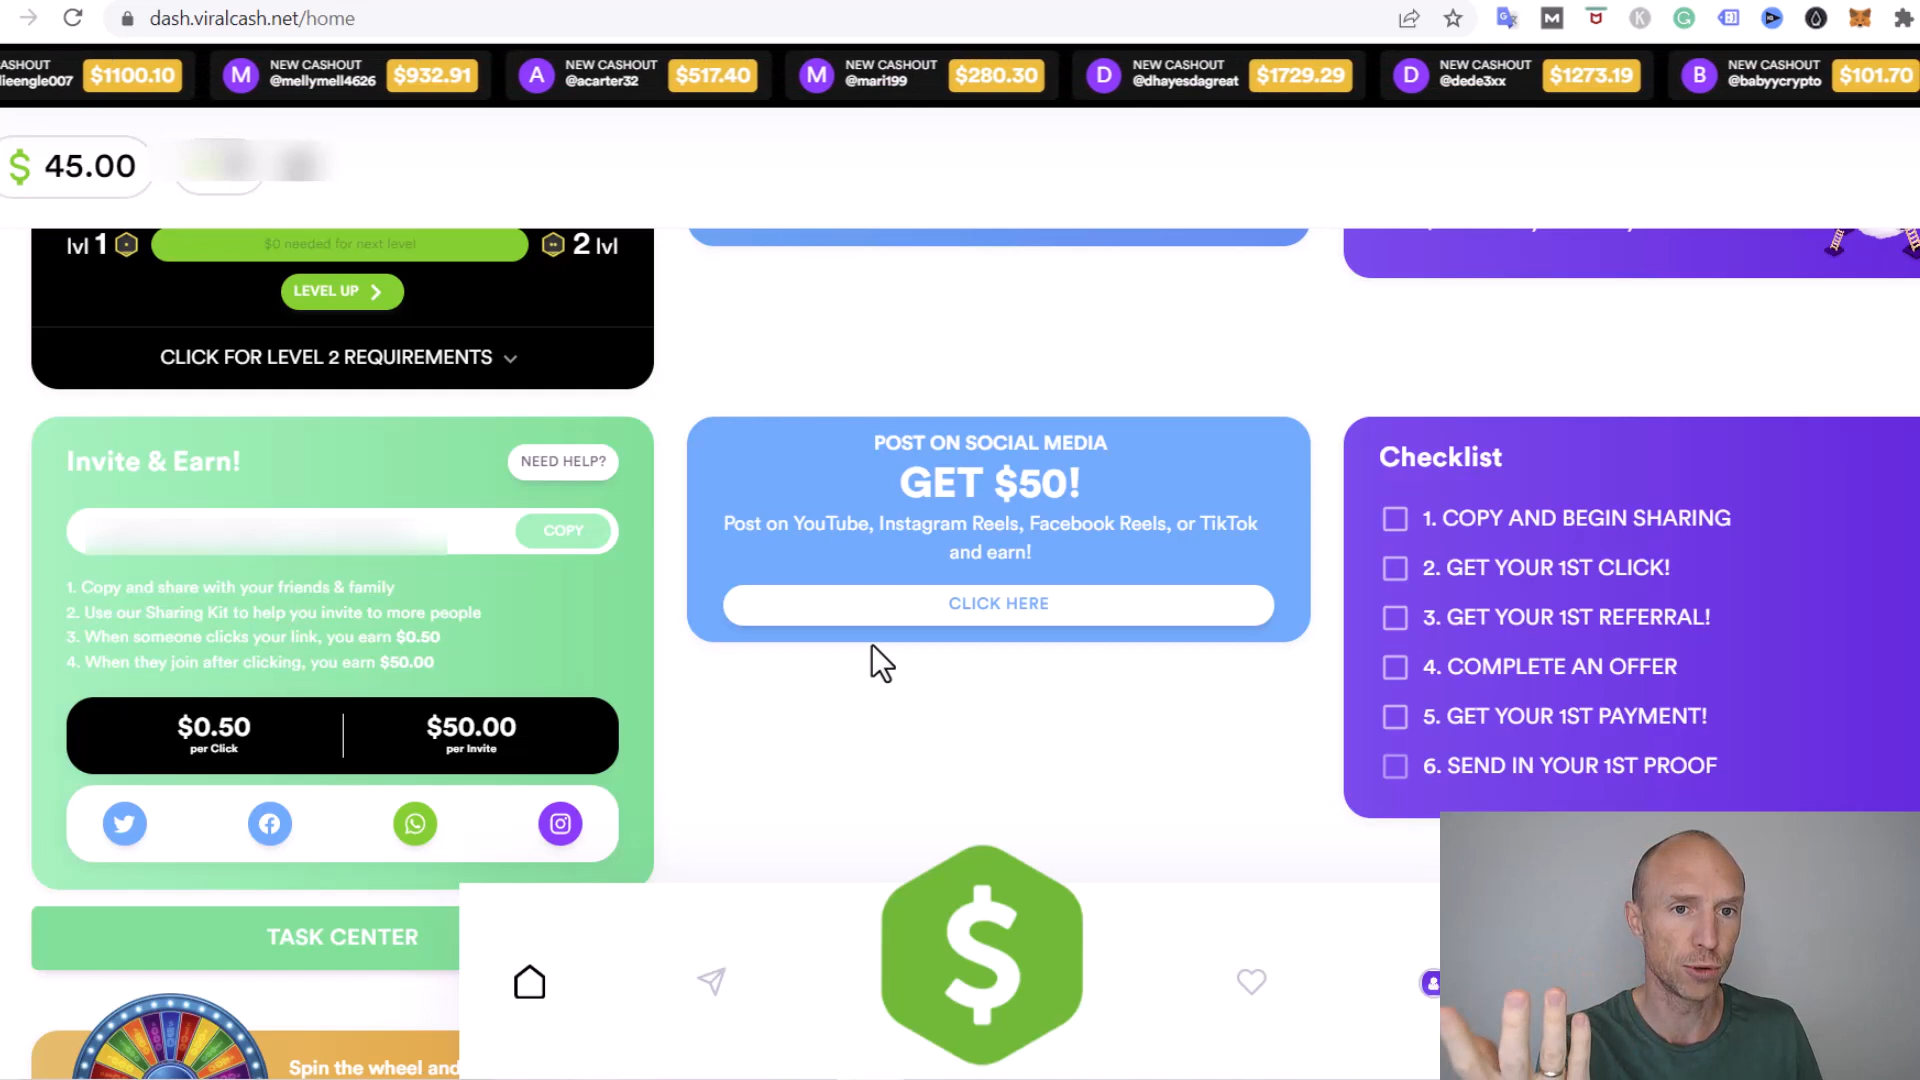 dash.viralcash.net/home
CASHOUT
lieengle007
$1100.10
M
NEW CASHOUT
@mellymell4626
$932.91
A
NEW CASHOUT
@acarter32
$517.40
M
NEW CASHOUT
@mari199
$280.30
D
NEW CASHOUT
@dhayesdagreat
$1729.29
D
NEW CASHOUT
@dede3xx
$1273.19
B
NEW CASHOUT
@babyycrypto
$101.70
$ 45.00
lvl 1
$0 needed for next level
2 lvl
LEVEL UP
CLICK FOR LEVEL 2 REQUIREMENTS
Invite & Earn!
NEED HELP?
COPY
1. Copy and share with your friends & family
2. Use our Sharing Kit to help you invite to more people
3. When someone clicks your link, you earn $0.50
4. When they join after clicking, you earn $50.00
$0.50
per Click
$50.00
per Invite
TASK CENTER
Spin the wheel and
POST ON SOCIAL MEDIA
GET $50!
Post on YouTube, Instagram Reels, Facebook Reels, or TikTok
and earn!
CLICK HERE
Checklist
1. COPY AND BEGIN SHARING
2. GET YOUR 1ST CLICK!
3. GET YOUR 1ST REFERRAL!
4. COMPLETE AN OFFER
5. GET YOUR 1ST PAYMENT!
6. SEND IN YOUR 1ST PROOF
$